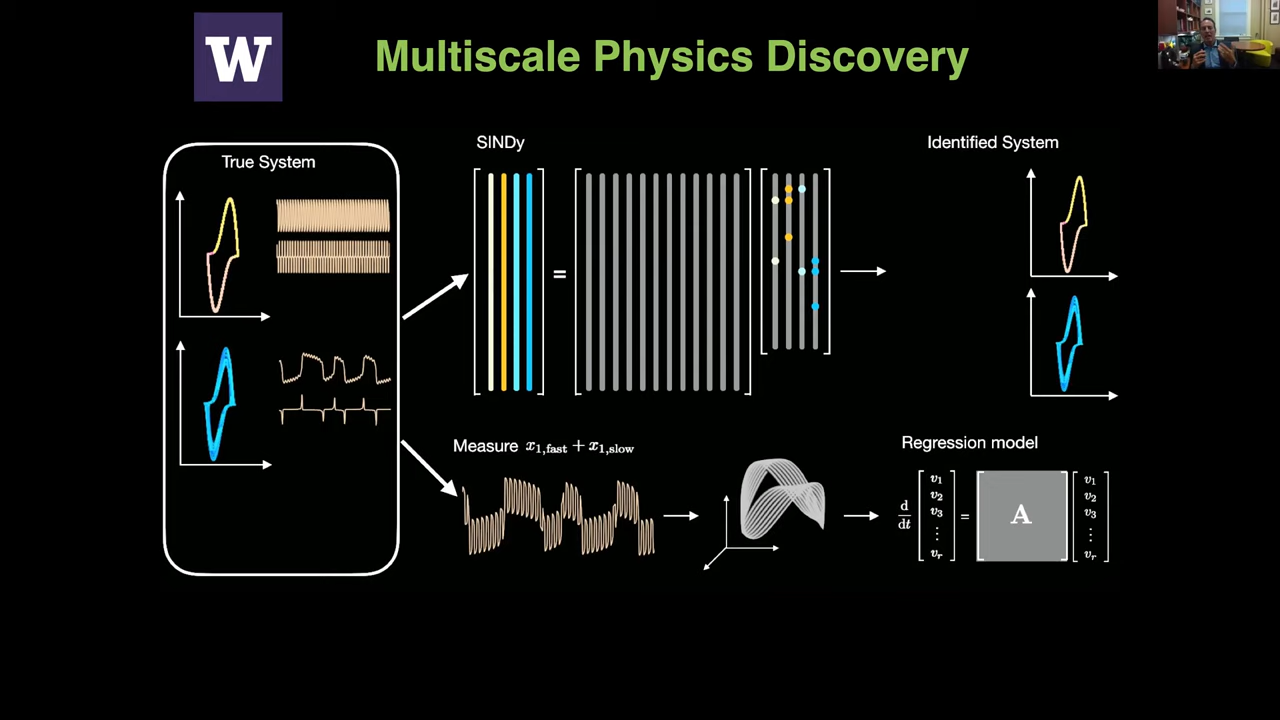 W
Multiscale Physics Discovery
True System
SINDy
=
Identified System
Measure x₁,fast + x₁,slow
Regression model
d/dt [v₁ v₂ v₃ ⋮ vᵣ] = A [v₁ v₂ v₃ ⋮ vᵣ]